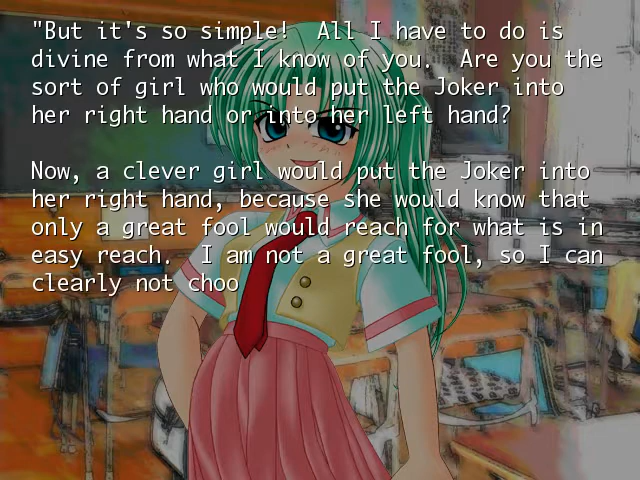 "But it's so simple!  All I have to do is
divine from what I know of you.  Are you the
sort of girl who would put the Joker into
her right hand or into her left hand?
Now, a clever girl would put the Joker into
her right hand, because she would know that
only a great fool would reach for what is in
easy reach.  I am not a great fool, so I can
clearly not choo